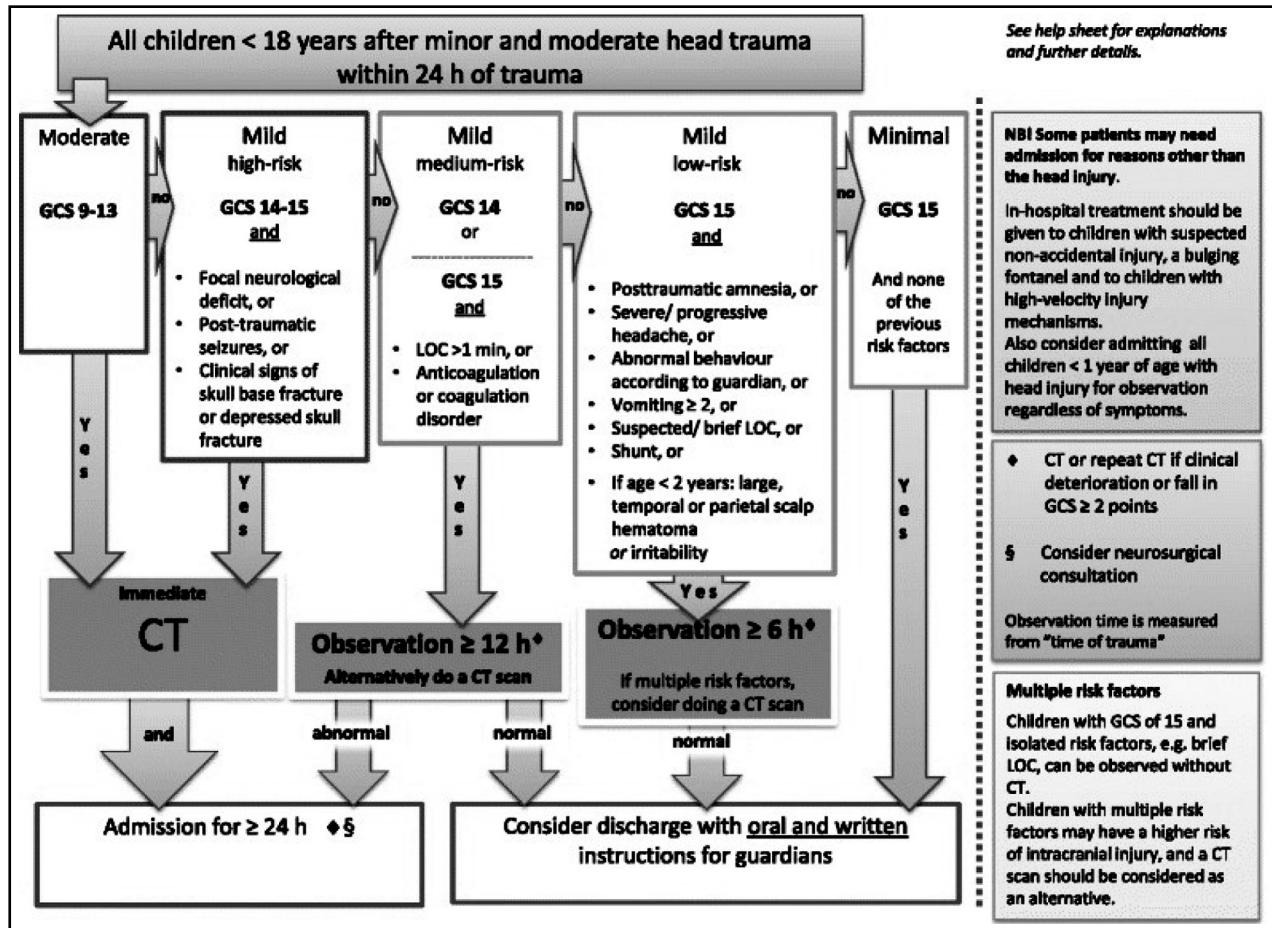 All children < 18 years after minor and moderate head trauma
within 24 h of trauma
See help sheet for explanations
and further details.
Moderate
GCS 9-13
no
Yes
Mild
high-risk
GCS 14-15
and
• Focal neurological
deficit, or
• Post-traumatic
seizures, or
• Clinical signs of
skull base fracture
or depressed skull
fracture
no
Yes
Mild
medium-risk
GCS 14
or
GCS 15
and
• LOC >1 min, or
• Anticoagulation
or coagulation
disorder
no
Yes
Mild
low-risk
GCS 15
and
• Posttraumatic amnesia, or
• Severe/ progressive
headache, or
• Abnormal behaviour
according to guardian, or
• Vomiting ≥ 2, or
• Suspected/ brief LOC, or
• Shunt, or
• If age < 2 years: large,
temporal or parietal scalp
hematoma
or irritability
no
Yes
Minimal
GCS 15
And none
of the
previous
risk factors
Yes
Immediate
CT
Observation ≥ 12 h♦
Alternatively do a CT scan
Observation ≥ 6 h♦
If multiple risk factors,
consider doing a CT scan
and
abnormal
normal
normal
Admission for ≥ 24 h ♦§
Consider discharge with oral and written
instructions for guardians
NB! Some patients may need
admission for reasons other than
the head injury.
In-hospital treatment should be
given to children with suspected
non-accidental injury, a bulging
fontanel and to children with
high-velocity injury
mechanisms.
Also consider admitting all
children < 1 year of age with
head injury for observation
regardless of symptoms.
♦ CT or repeat CT if clinical
deterioration or fall in
GCS ≥ 2 points
§ Consider neurosurgical
consultation
Observation time is measured
from "time of trauma"
Multiple risk factors
Children with GCS of 15 and
isolated risk factors, e.g. brief
LOC, can be observed without
CT.
Children with multiple risk
factors may have a higher risk
of intracranial injury, and a CT
scan should be considered as
an alternative.